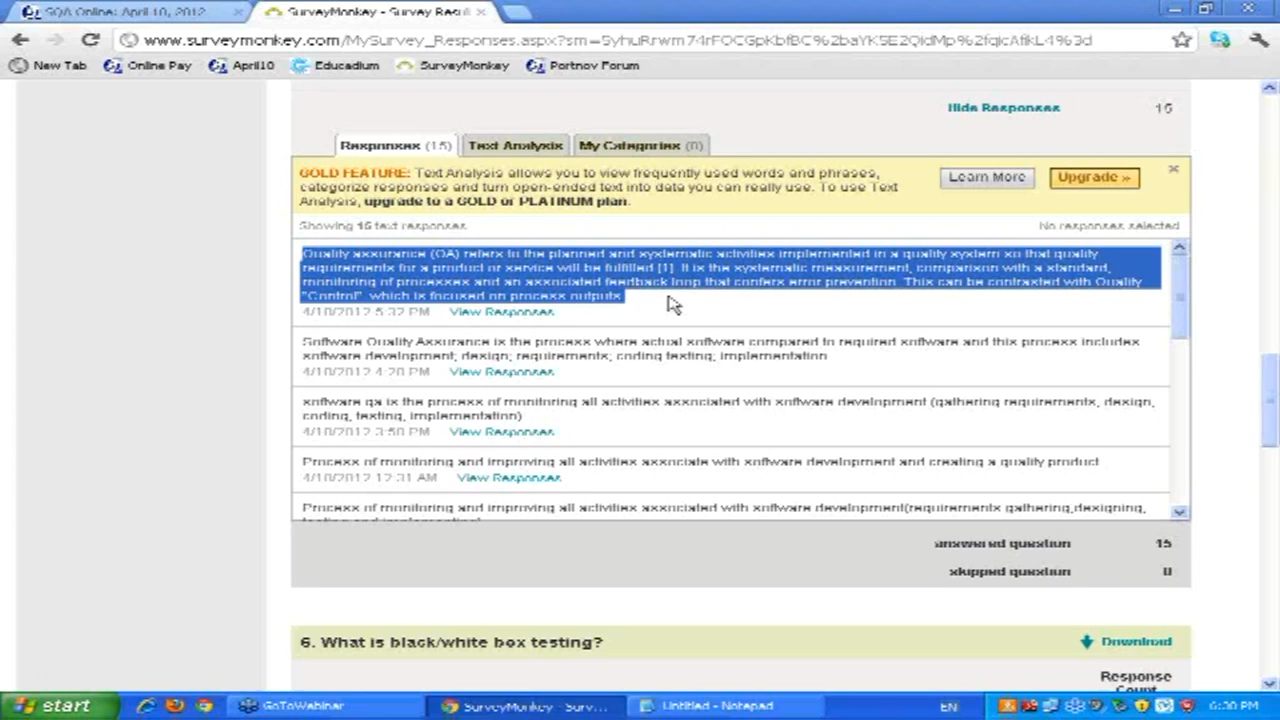 SQA Online: April 10, 2012
SurveyMonkey - Survey Resul
www.surveymonkey.com/MySurvey_Responses.aspx?sm=
New Tab
Online Pay
April10
Educadium
SurveyMonkey
Portnov Forum
Hide Responses
15
Responses (15)
Text Analysis
My Categories (0)
GOLD FEATURE: Text Analysis allows you to view frequently used words and phrases,
categorize responses and turn open-ended text into data you can really use. To use Text
Analysis, upgrade to a GOLD or PLATINUM plan.
Learn More
Upgrade »
Showing 15 text responses
No responses selected
Quality assurance (QA) refers to the planned and systematic activities implemented in a quality system so that quality
requirements for a product or service will be fulfilled [1]. It is the systematic measurement, comparison with a standard,
monitoring of processes and an associated feedback loop that confers error prevention. This can be contrasted with Quality
"Control", which is focused on process outputs.
4/10/2012 5:32 PM View Responses
Software Quality Assurance is the process where actual software compared to required software and this process includes
software development; design; requirements; coding testing; implementation
4/10/2012 4:20 PM View Responses
software qa is the process of monitoring all activities associated with software development (gathering requirements, design,
coding, testing, implementation)
4/10/2012 3:50 PM View Responses
Process of monitoring and improving all activities associate with software development and creating a quality product
4/10/2012 12:31 AM View Responses
Process of monitoring and improving all activities associated with software development(requirements gathering,designing,
testing and implementing)
answered question 15
skipped question 0
6. What is black/white box testing?
Download
Response
Count
start
GoToWebinar
SurveyMonkey - Surv...
Untitled - Notepad
EN
6:30 PM